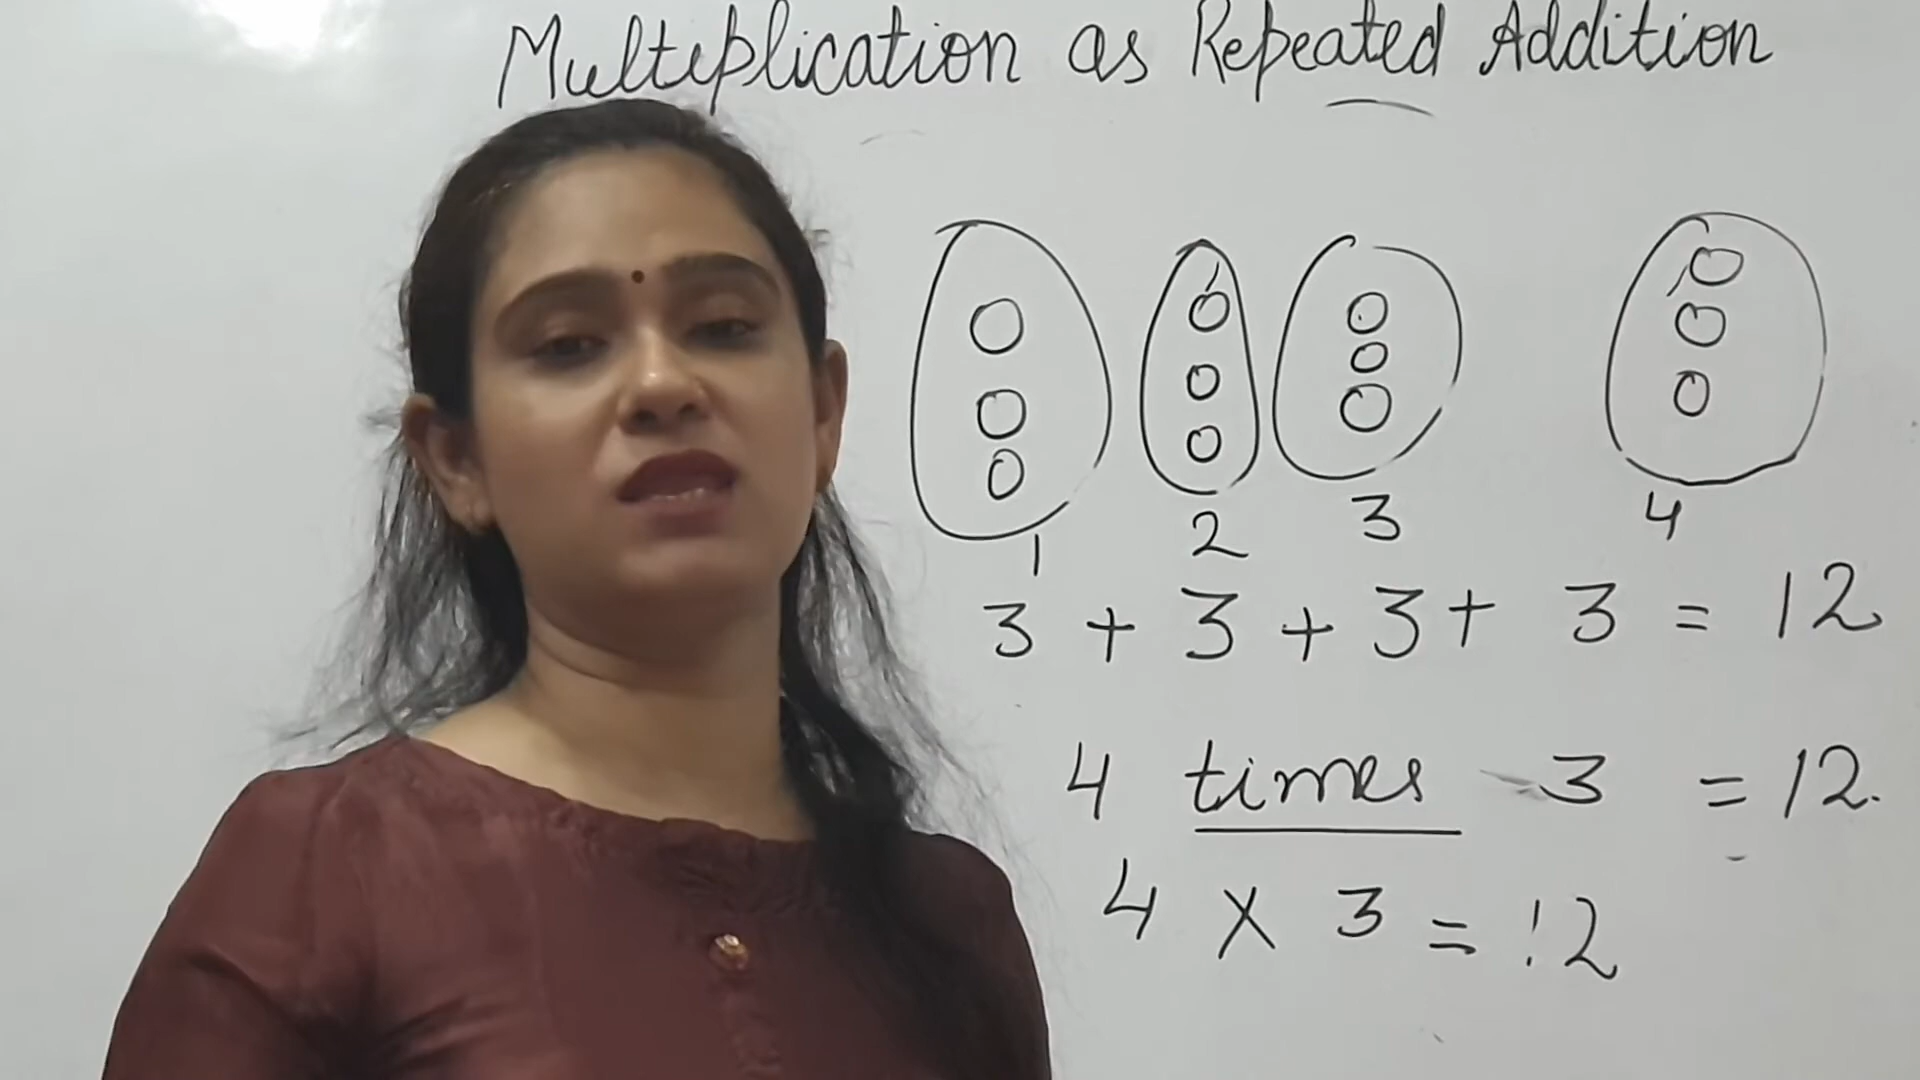 Multiplication as Repeated Addition
1 2 3 4
3 + 3 + 3 + 3 = 12
4 times 3 = 12.
4 X 3 = 12